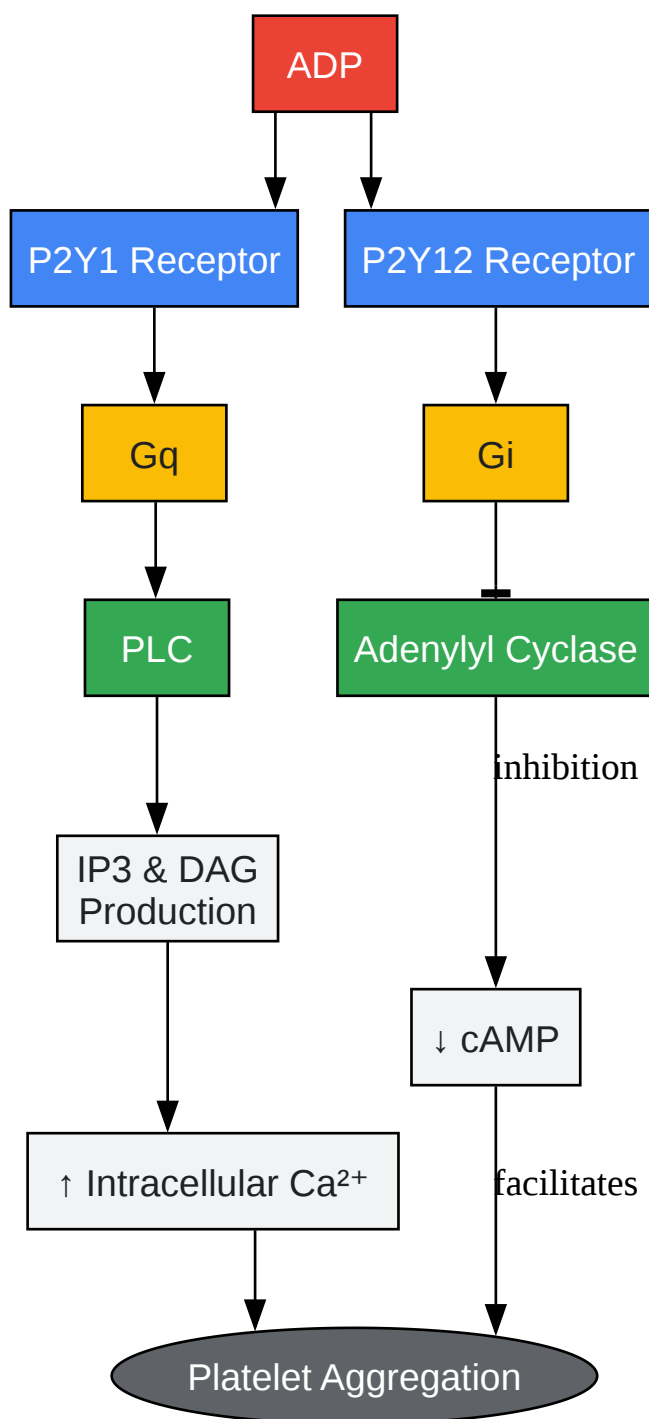 ADP
P2Y1 Receptor
P2Y12 Receptor
Gq
Gi
PLC
Adenylyl Cyclase
inhibition
IP3 & DAG
Production
↓ cAMP
↑ Intracellular Ca²⁺
facilitates
Platelet Aggregation